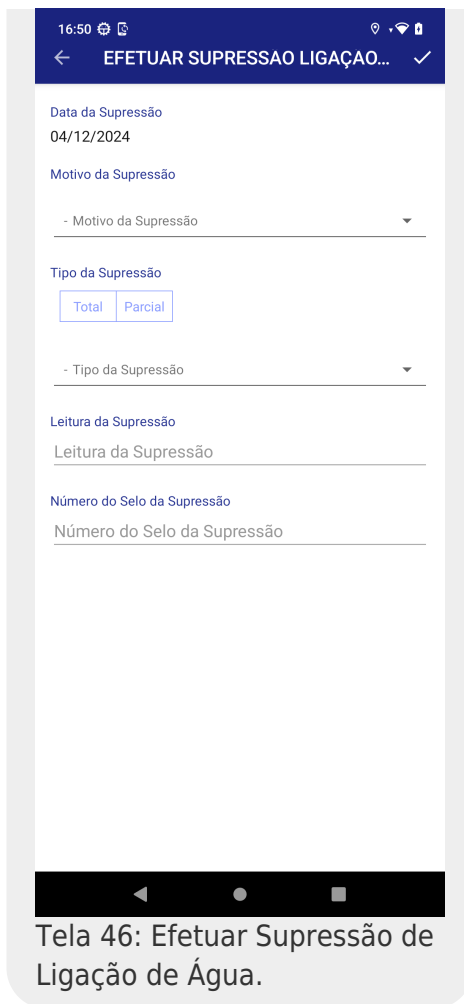 16:50
EFETUAR SUPRESSAO LIGAÇAO...
Data da Supressão
04/12/2024
Motivo da Supressão
- Motivo da Supressão
Tipo da Supressão
Total Parcial
- Tipo da Supressão
Leitura da Supressão
Leitura da Supressão
Número do Selo da Supressão
Número do Selo da Supressão
Tela 46: Efetuar Supressão de
Ligação de Água.